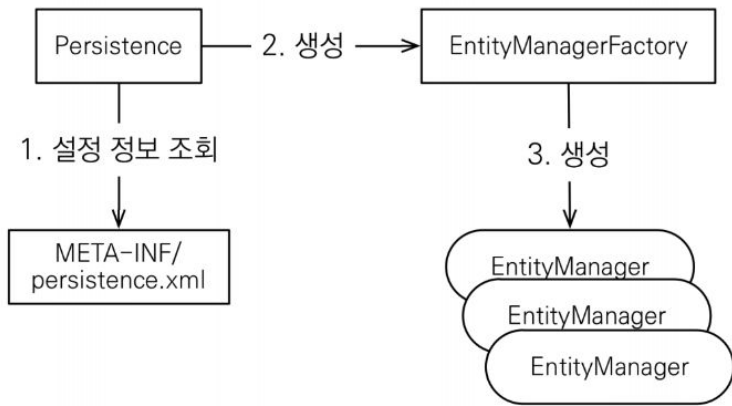 Persistence
2. 생성
EntityManagerFactory
1. 설정 정보 조회
3. 생성
META-INF/
persistence.xml
EntityManager
EntityManager
EntityManager